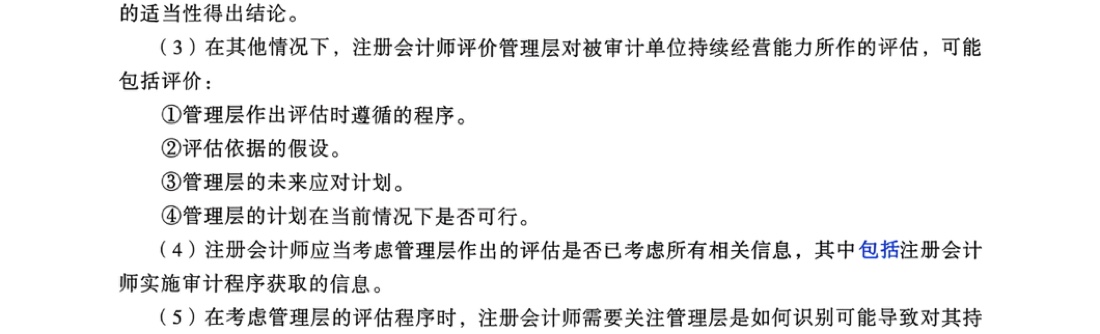 的适当性得出结论。
（3）在其他情况下，注册会计师评价管理层对被审计单位持续经营能力所作的评估，可能
包括评价：
①管理层作出评估时遵循的程序。
②评估依据的假设。
③管理层的未来应对计划。
④管理层的计划在当前情况下是否可行。
（4）注册会计师应当考虑管理层作出的评估是否已考虑所有相关信息，其中包括注册会计
师实施审计程序获取的信息。
（5）在考虑管理层的评估程序时，注册会计师需要关注管理层是如何识别可能导致对其持